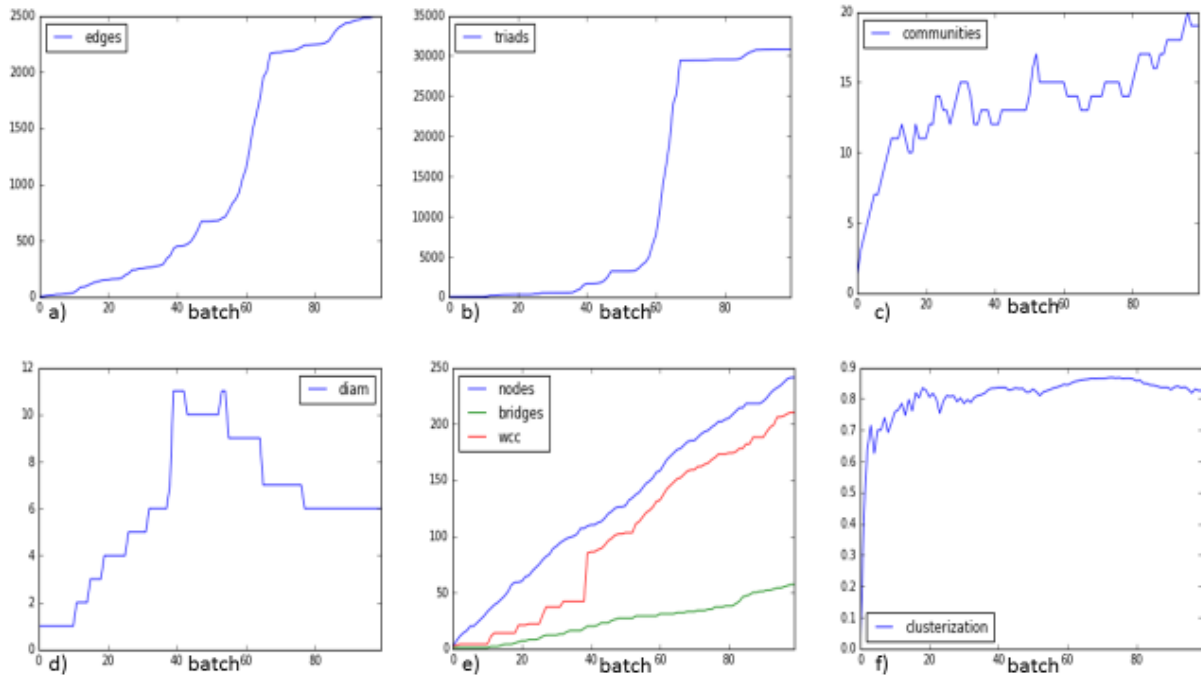 2500
2000
1500
1000
500
0
edges
0 20 40 60 80
a) batch
35000
30000
25000
20000
15000
10000
5000
0
triads
0 20 40 60 80
b) batch
20
15
10
5
0
communities
0 20 40 60 80
c) batch
12
10
8
6
4
2
0
diam
0 20 40 60 80
d) batch
250
200
150
100
50
0
nodes
bridges
wcc
0 20 40 60 80
e) batch
0.9
0.8
0.7
0.6
0.5
0.4
0.3
0.2
0.1
0.0
clusterization
0 20 40 60 80
f) batch